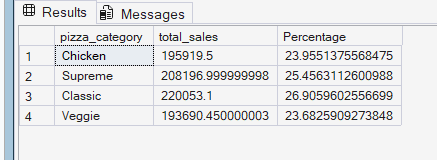 Results Messages
pizza_category total_sales Percentage
1 Chicken 195919.5 23.9551375568475
2 Supreme 208196.999999998 25.4563112600988
3 Classic 220053.1 26.9059602556699
4 Veggie 193690.450000003 23.6825909273848